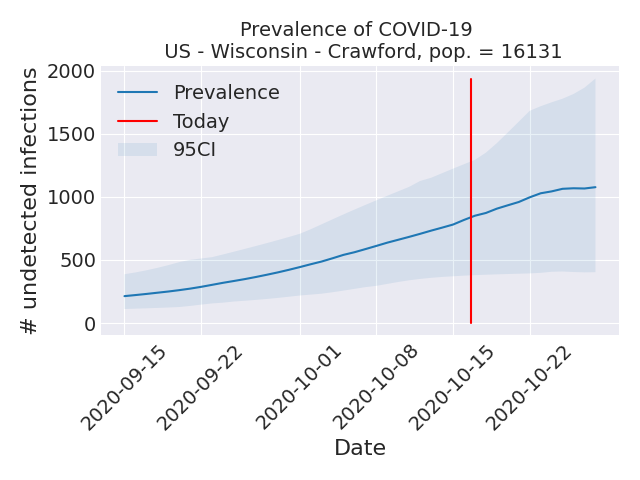 Prevalence of COVID-19
US - Wisconsin - Crawford, pop. = 16131
# undetected infections
2000
1500
1000
500
0
Prevalence
Today
95CI
2020-09-15
2020-09-22
2020-10-01
2020-10-08
2020-10-15
2020-10-22
Date